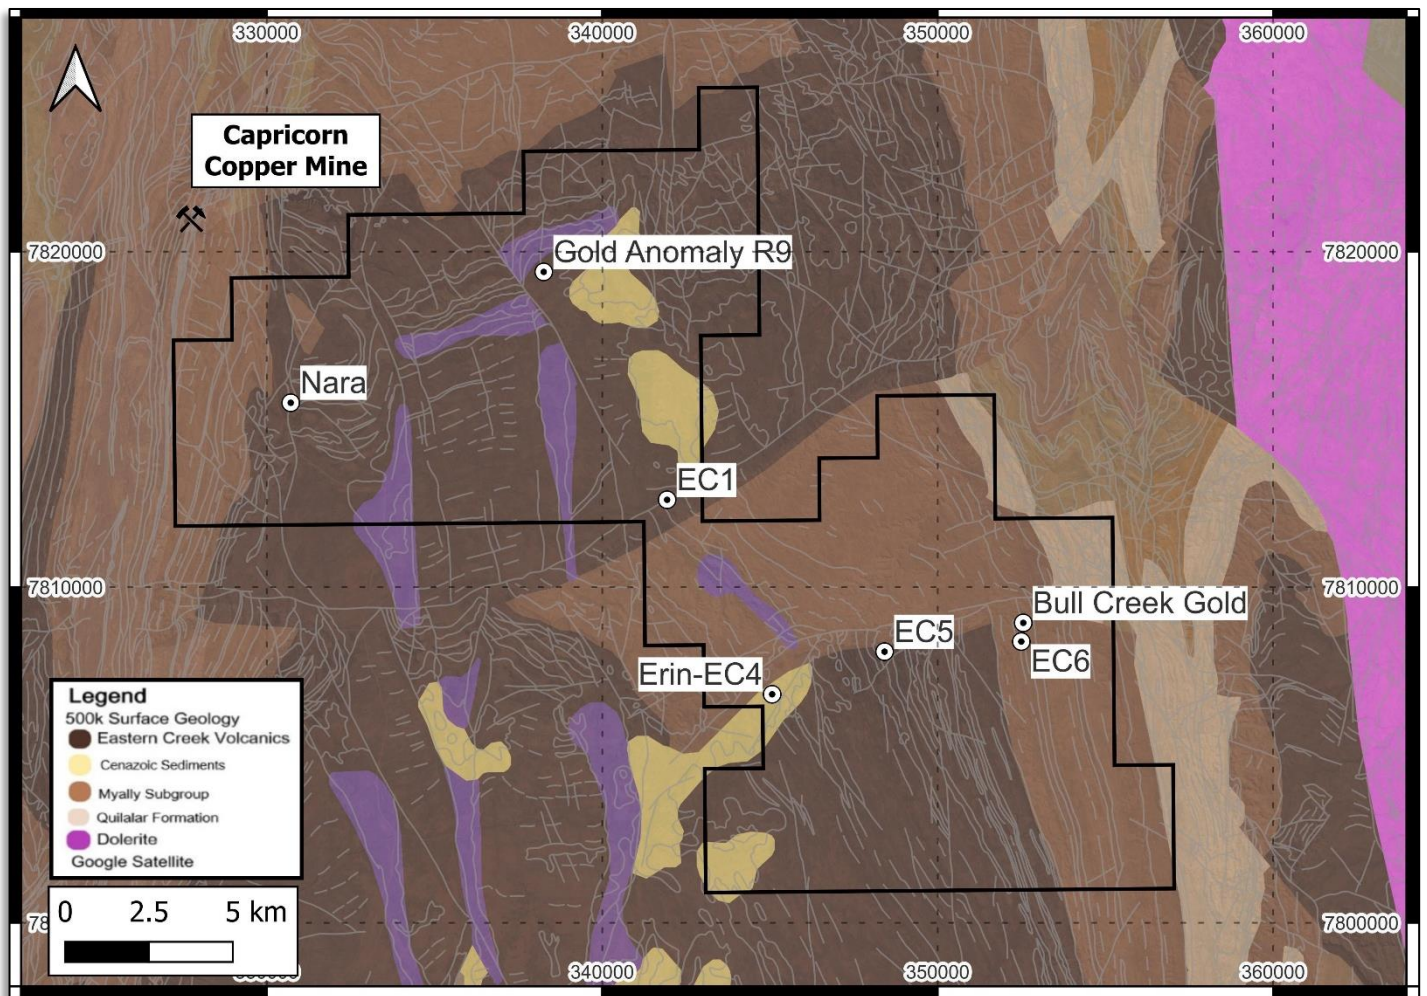 330000
340000
350000
360000
Capricorn
Copper Mine
7820000
Gold Anomaly R9
7820000
Nara
EC1
7810000
7810000
Bull Creek Gold
EC5
EC6
Erin-EC4
Legend
500k Surface Geology
Eastern Creek Volcanics
Cenazoic Sediments
Myally Subgroup
Quilalar Formation
Dolerite
Google Satellite
0 2.5 5 km
7800000
340000
350000
360000